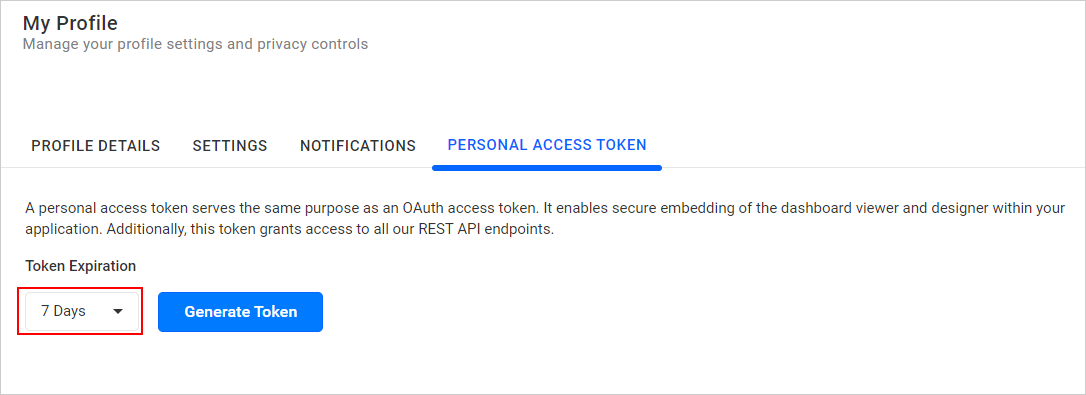 My Profile
Manage your profile settings and privacy controls
PROFILE DETAILS SETTINGS NOTIFICATIONS PERSONAL ACCESS TOKEN
A personal access token serves the same purpose as an OAuth access token. It enables secure embedding of the dashboard viewer and designer within your
application. Additionally, this token grants access to all our REST API endpoints.
Token Expiration
7 Days Generate Token